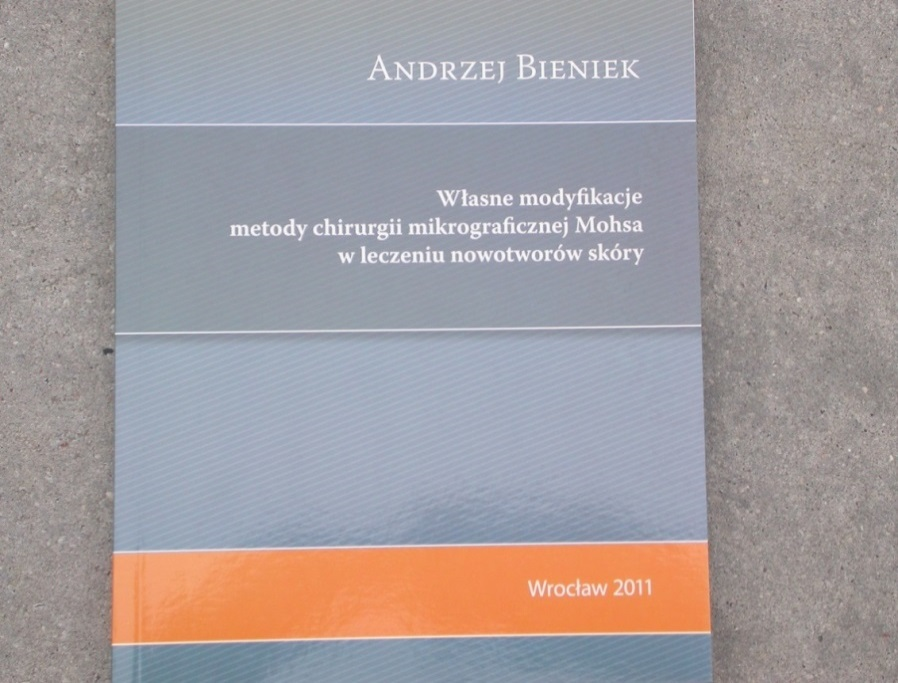 Andrzej Bieniek
Własne modyfikacje
metody chirurgii mikrograficznej Mohsa
w leczeniu nowotworów skóry
Wrocław 2011